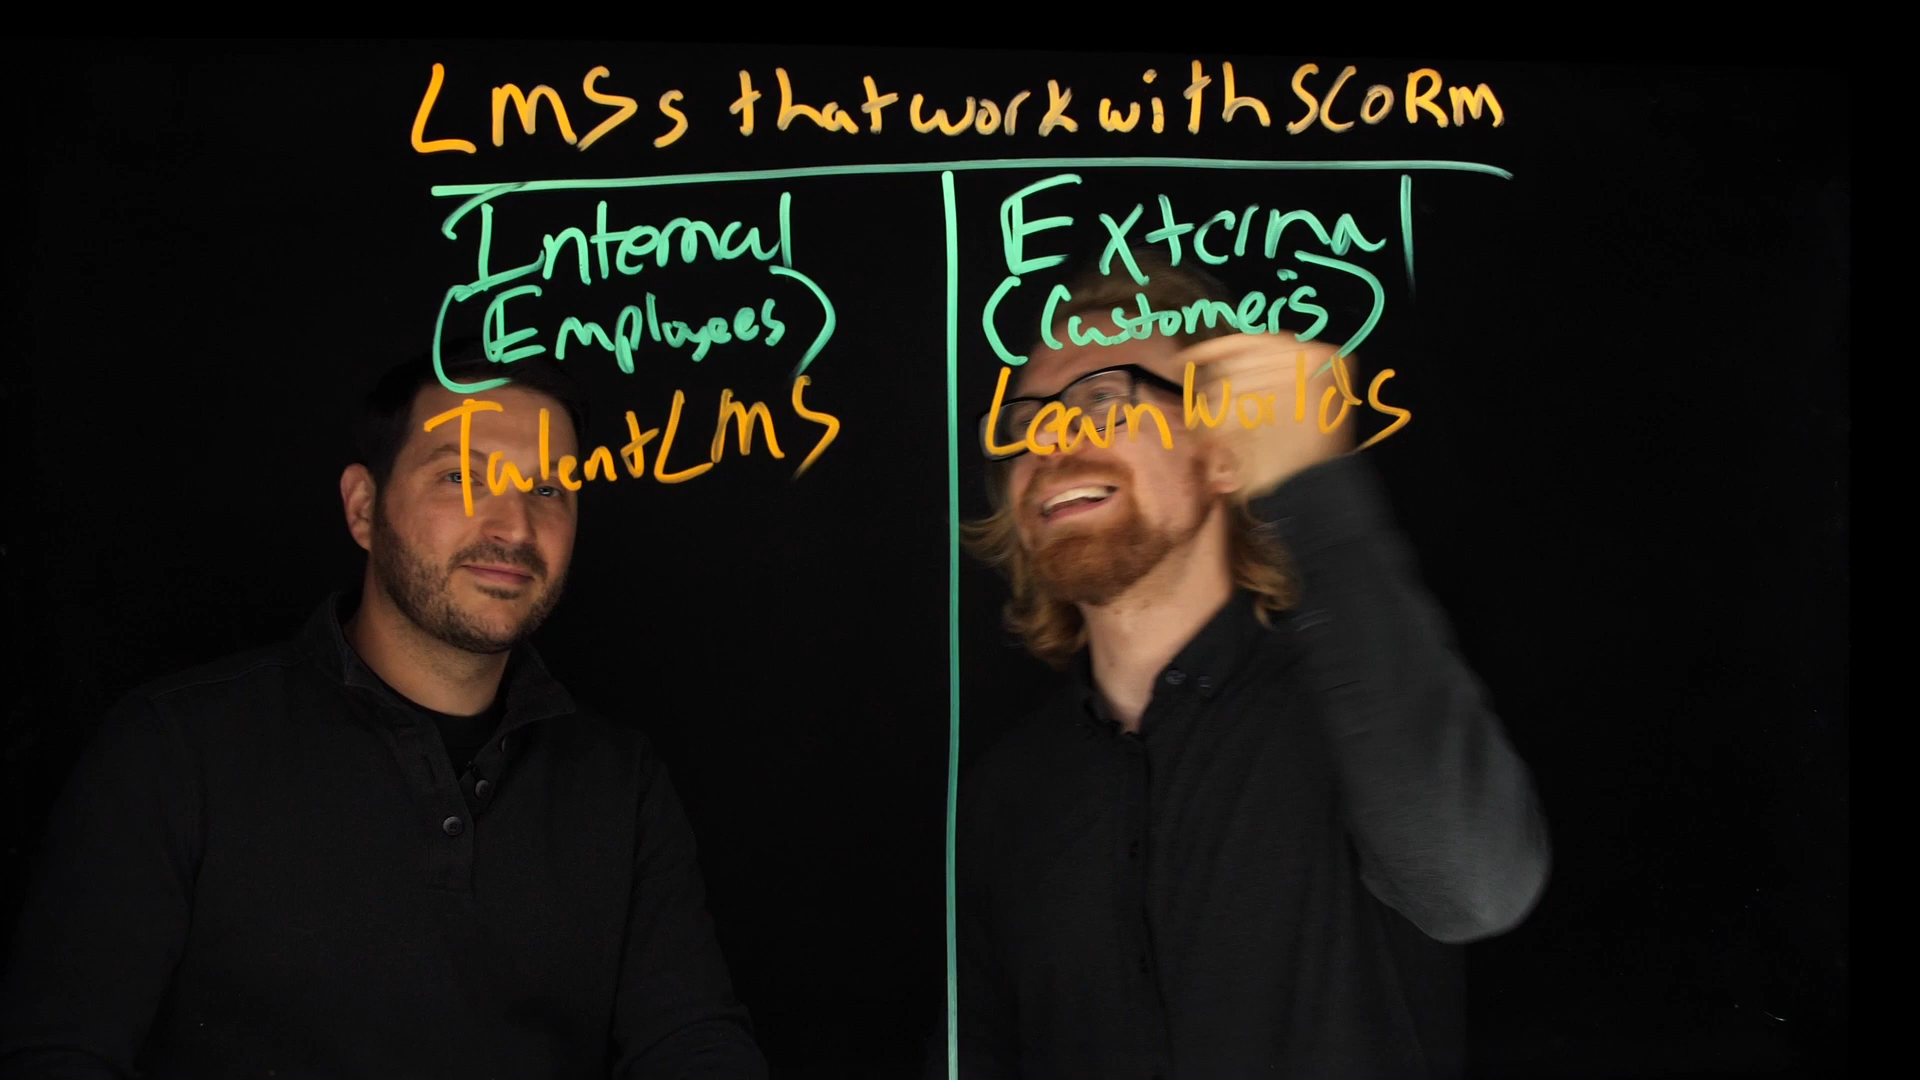 LMSs that work with SCORM
Internal
(Employees)
TalentLMS
External
(Customers)
LearnWorlds